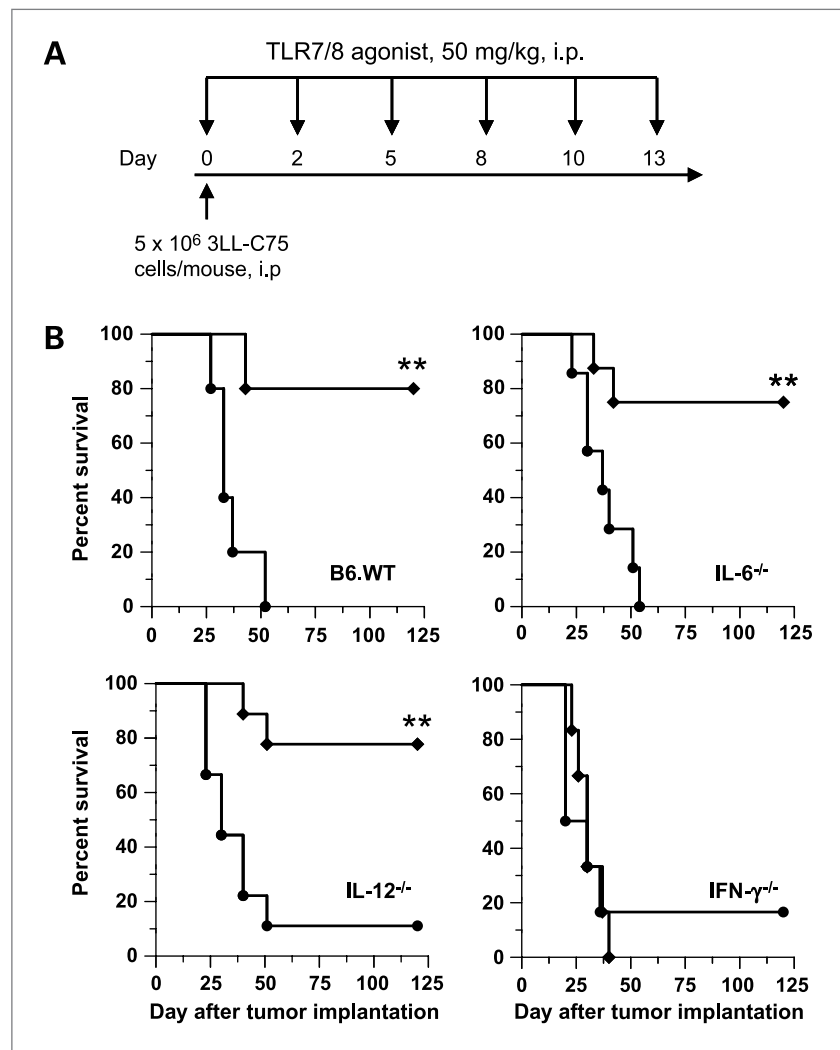 A
TLR7/8 agonist, 50 mg/kg, i.p.
Day 0 2 5 8 10 13
5 x 10⁶ 3LL-C75
cells/mouse, i.p
B
100
80
60
40
20
0
0 25 50 75 100 125
Percent survival
**
B6.WT
100
80
60
40
20
0
0 25 50 75 100 125
**
IL-6⁻/⁻
100
80
60
40
20
0
0 25 50 75 100 125
Percent survival
Day after tumor implantation
**
IL-12⁻/⁻
100
80
60
40
20
0
0 25 50 75 100 125
Day after tumor implantation
IFN-γ⁻/⁻